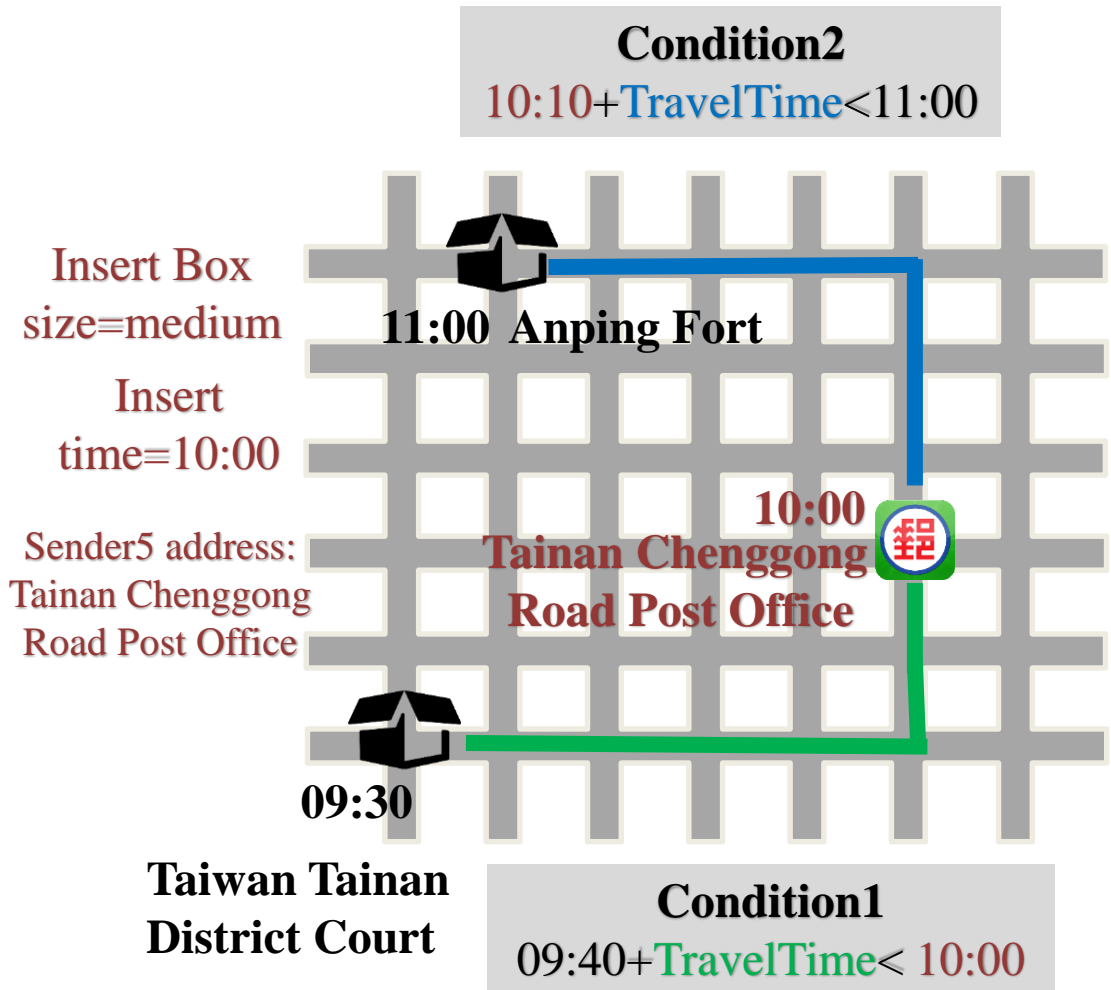 Condition2
10:10+TravelTime<11:00
Insert Box
size=medium
11:00 Anping Fort
Insert
time=10:00
10:00
郵
Sender5 address:
Tainan Chenggong
Road Post Office
Tainan Chenggong
Road Post Office
09:30
Taiwan Tainan
District Court
Condition1
09:40+TravelTime< 10:00